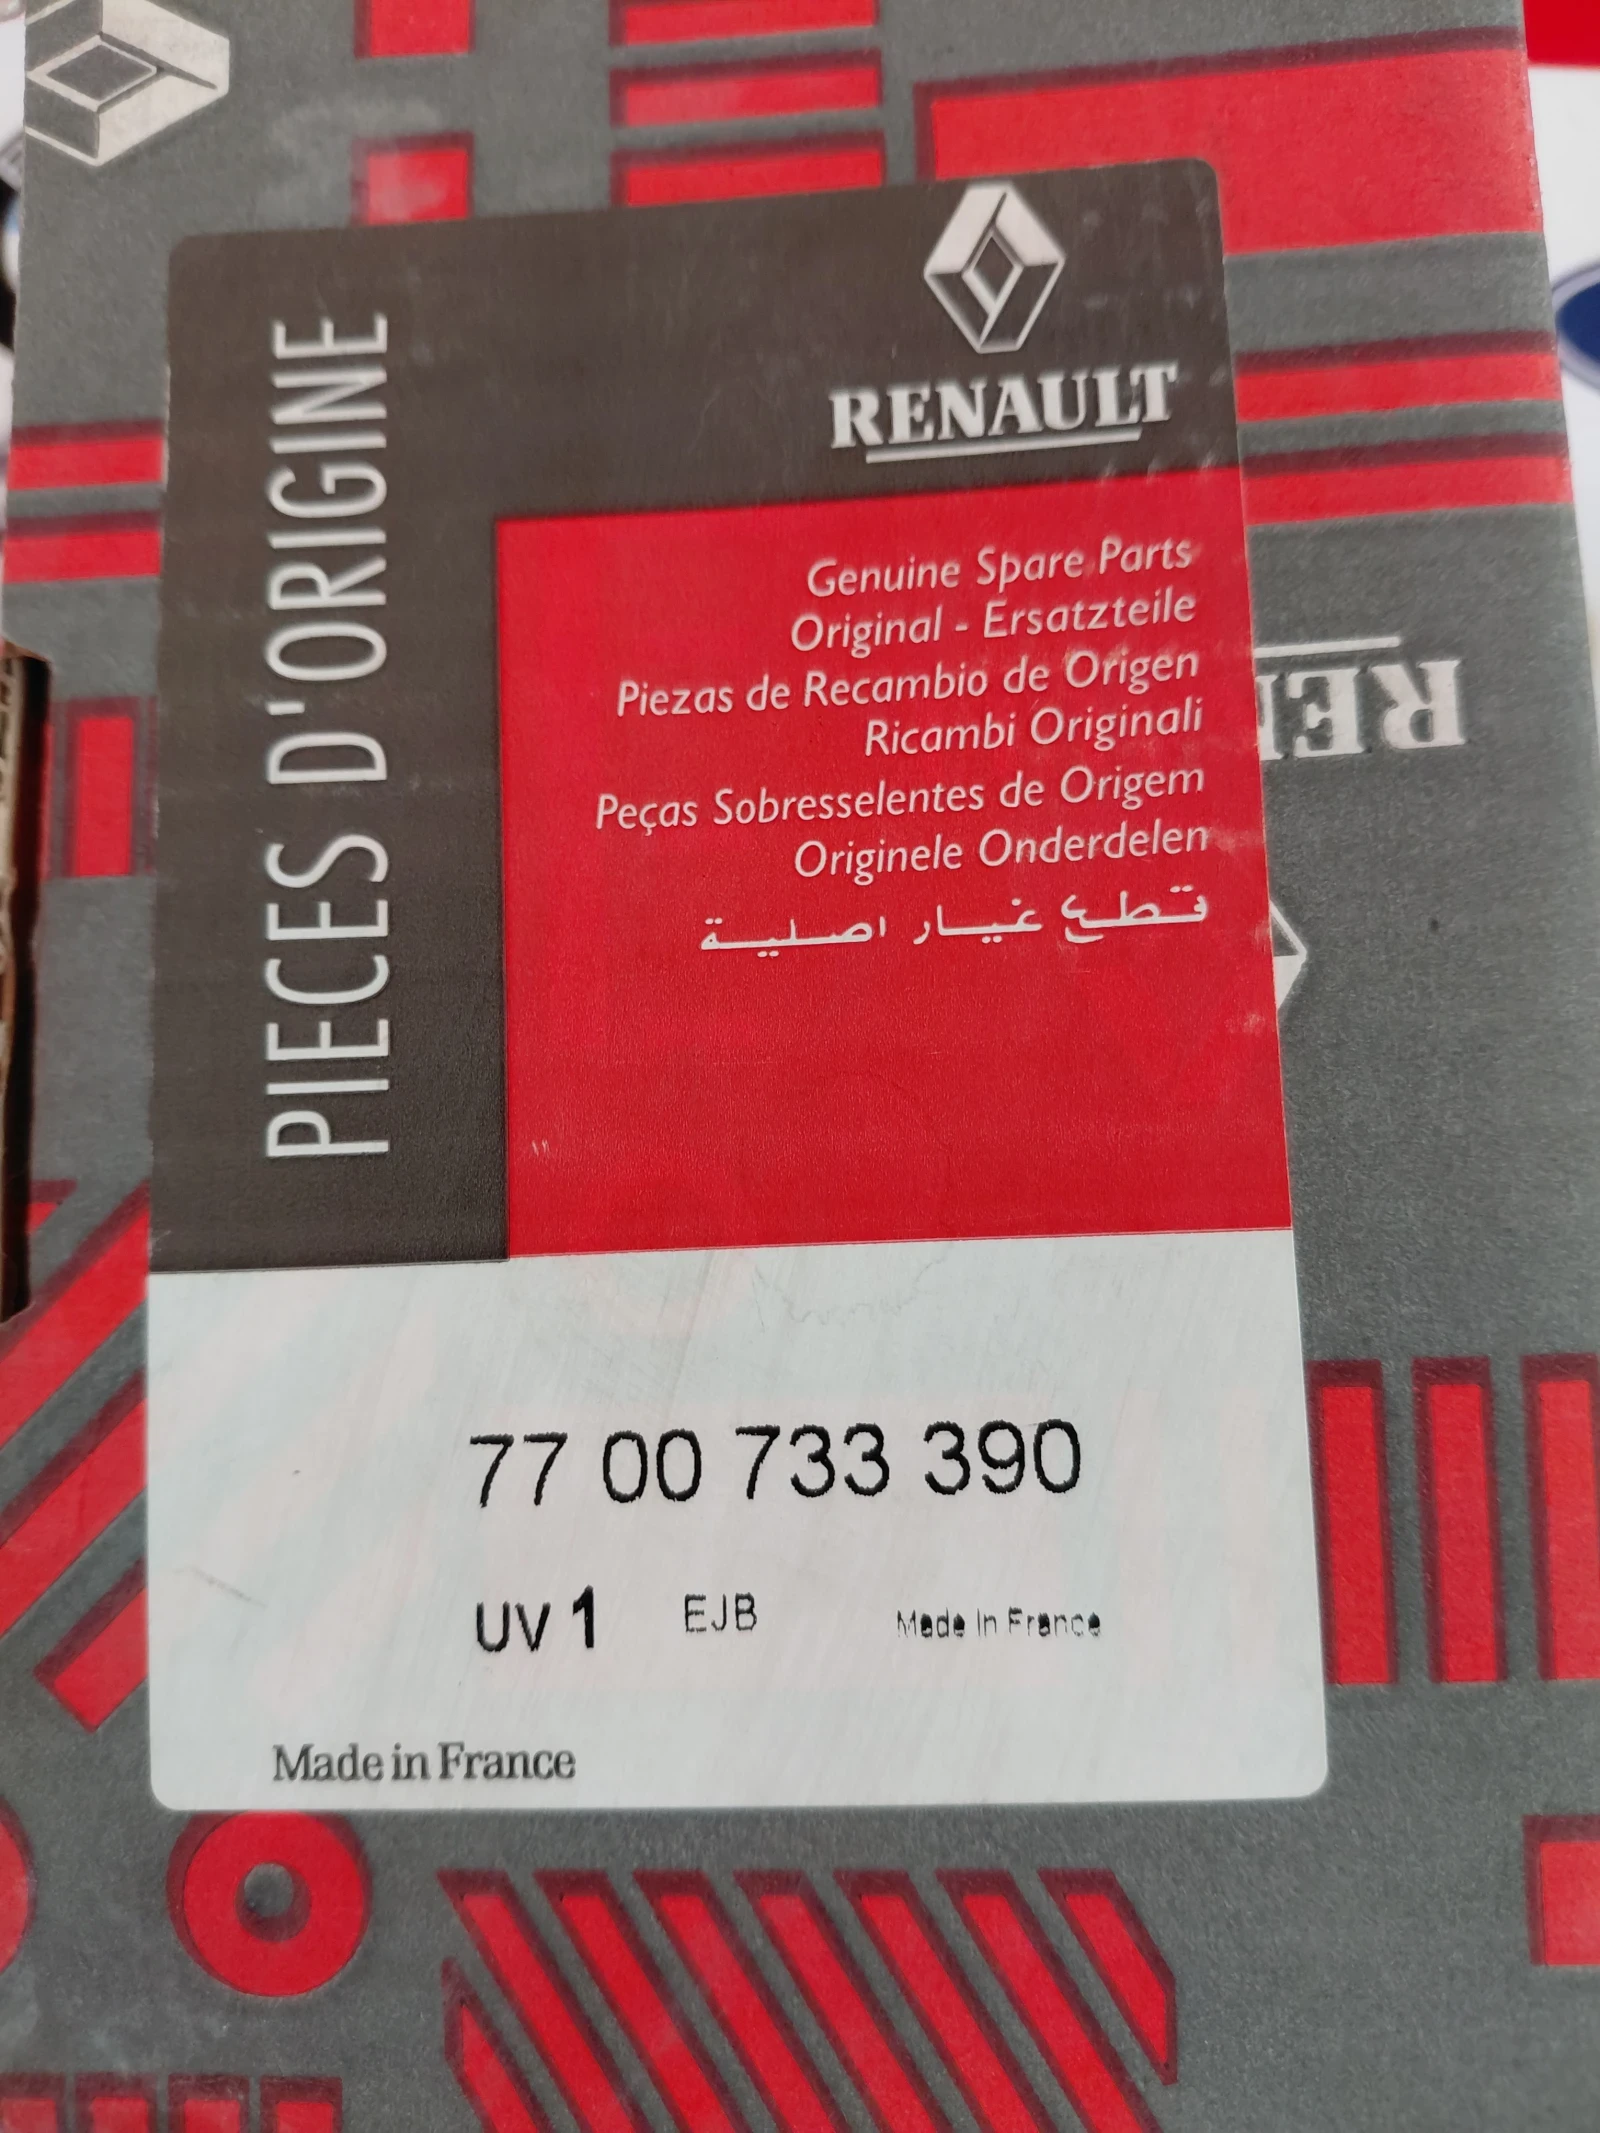 PIECES D'ORIGINE
RENAULT
Genuine Spare Parts
Original - Ersatzteile
Piezas de Recambio de Origen
Ricambi Originali
Peças Sobresselentes de Origem
Originele Onderdelen
قطع غيار اصلية
REN
77 00 733 390
UV 1 EJB Made in France
Made in France